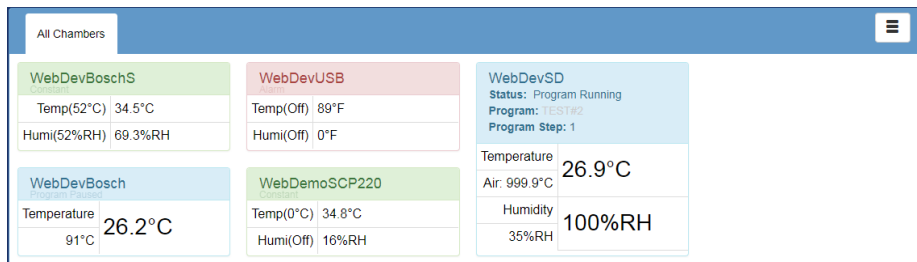 All Chambers
WebDevBoschS
Constant
Temp(52°C) 34.5°C
Humi(52%RH) 69.3%RH
WebDevUSB
Alarm
Temp(Off) 89°F
Humi(Off) 0°F
WebDevSD
Status: Program Running
Program: TEST#2
Program Step: 1
Temperature
Air: 999.9°C
26.9°C
Humidity
35%RH
100%RH
WebDevBosch
Program Paused
Temperature
91°C
26.2°C
WebDemoSCP220
Constant
Temp(0°C) 34.8°C
Humi(Off) 16%RH